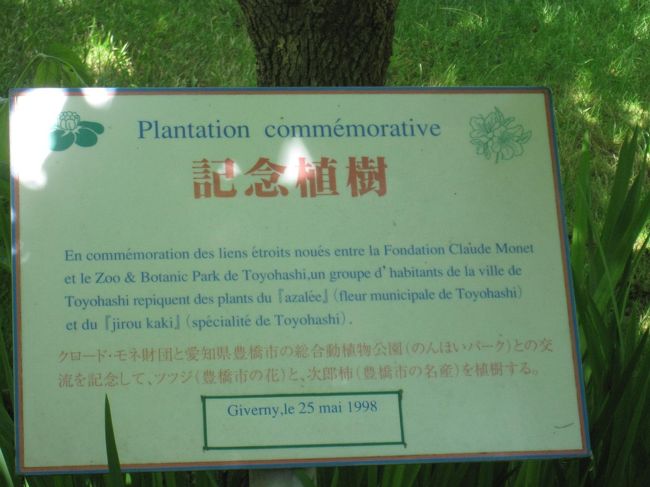 Plantation commémorative
記念植樹
En commémoration des liens étroits noués entre la Fondation Claude Monet
et le Zoo & Botanic Park de Toyohashi,un groupe d’habitants de la ville de
Toyohashi repiquent des plants du『azalée』(fleur municipale de Toyohashi)
et du『jirou kaki』(spécialité de Toyohashi).
クロード・モネ財団と愛知県豊橋市の総合動植物公園(のんほいパーク)との交
流を記念して、ツツジ(豊橋市の花)と、次郎柿(豊橋市の名産)を植樹する。
Giverny,le 25 mai 1998